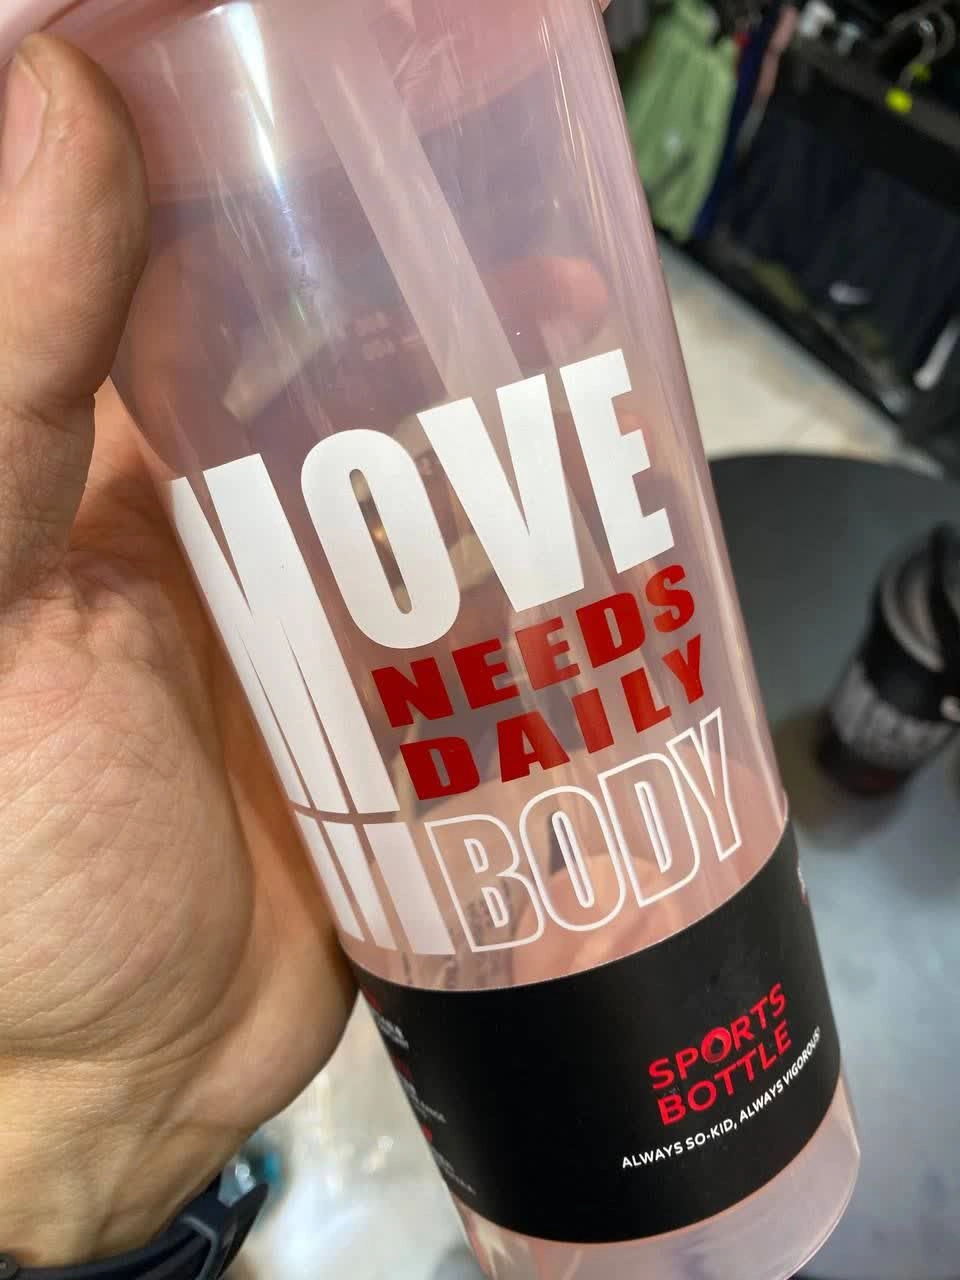 MOVE
NEEDS
DAILY
BODY
SPORTS
BOTTLE
ALWAYS SO-KID, ALWAYS VIGOROUS!